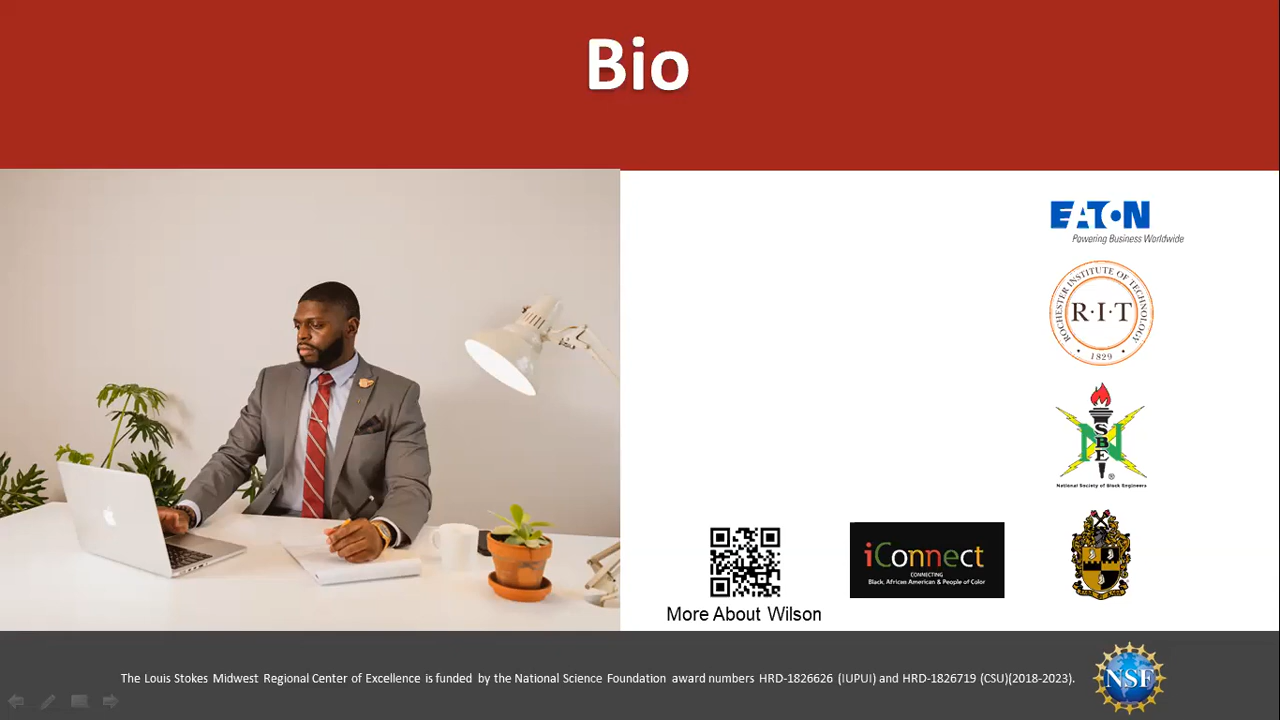 Bio
EATON
Powering Business Worldwide
ROCHESTER INSTITUTE OF TECHNOLOGY
R·I·T
• 1829 •
NSBE
®
National Society of Black Engineers
iConnect
CONNECTING
Black, African American & People of Color
More About Wilson
The Louis Stokes Midwest Regional Center of Excellence is funded by the National Science Foundation award numbers HRD-1826626 (IUPUI) and HRD-1826719 (CSU)(2018-2023).
NSF